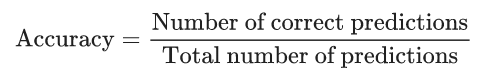 Accuracy = Number of correct predictions / Total number of predictions